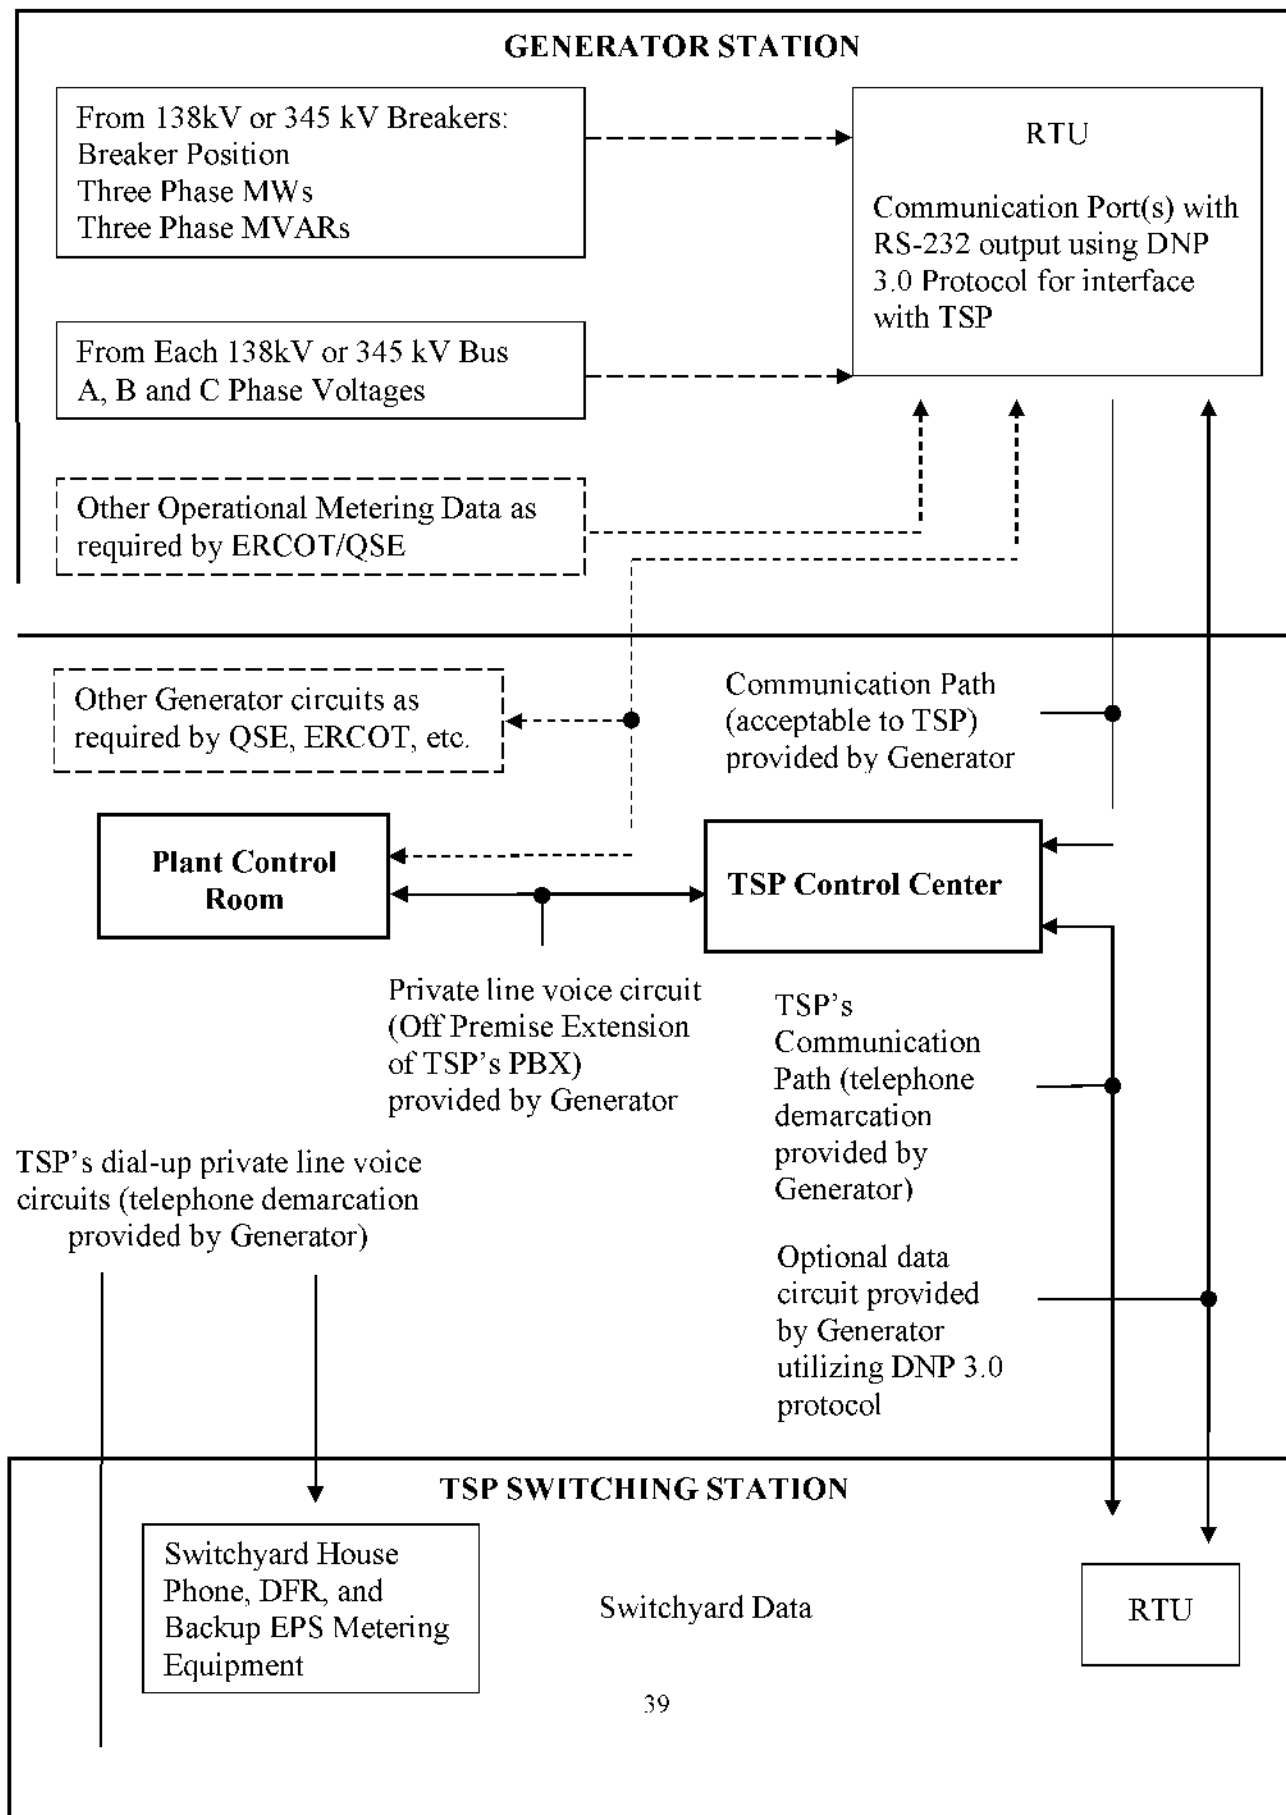 GENERATOR STATION
From 138kV or 345 kV Breakers:
Breaker Position
Three Phase MWs
Three Phase MVARs
RTU
Communication Port(s) with
RS-232 output using DNP
3.0 Protocol for interface
with TSP
From Each 138kV or 345 kV Bus
A, B and C Phase Voltages
Other Operational Metering Data as
required by ERCOT/QSE
Other Generator circuits as
required by QSE, ERCOT, etc.
Communication Path
(acceptable to TSP)
provided by Generator
Plant Control
Room
TSP Control Center
Private line voice circuit
(Off Premise Extension
of TSP's PBX)
provided by Generator
TSP's
Communication
Path (telephone
demarcation
provided by
Generator)
TSP's dial-up private line voice
circuits (telephone demarcation
provided by Generator)
Optional data
circuit provided
by Generator
utilizing DNP 3.0
protocol
TSP SWITCHING STATION
Switchyard House
Phone, DFR, and
Backup EPS Metering
Equipment
Switchyard Data
RTU
39